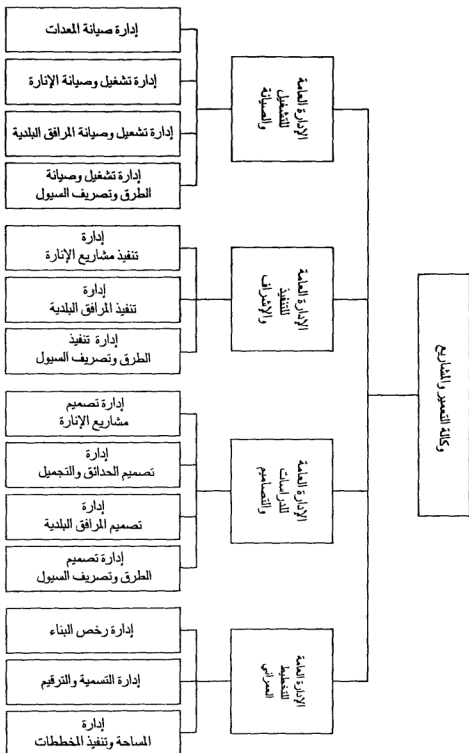 وكالة التعمير والمشاريع
الإدارة العامة
للتشغيل
والصيانة
إدارة صيانة المعدات
إدارة تشغيل وصيانة الإنارة
إدارة تشغيل وصيانة المرافق البلدية
إدارة تشغيل وصيانة
الطرق وتصريف السيول
الإدارة العامة
للتنفيذ
والإشراف
إدارة
تنفيذ مشاريع الإنارة
إدارة
تنفيذ المرافق البلدية
إدارة تنفيذ
الطرق وتصريف السيول
الإدارة العامة
للدراسات
والتصاميم
إدارة تصميم
مشاريع الإنارة
إدارة
تصميم الحدائق والتجميل
إدارة
تصميم المرافق البلدية
إدارة تصميم
الطرق وتصريف السيول
الإدارة العامة
للتخطيط
العمراني
إدارة رخص البناء
إدارة التسمية والترقيم
إدارة
المساحة وتنفيذ المخططات